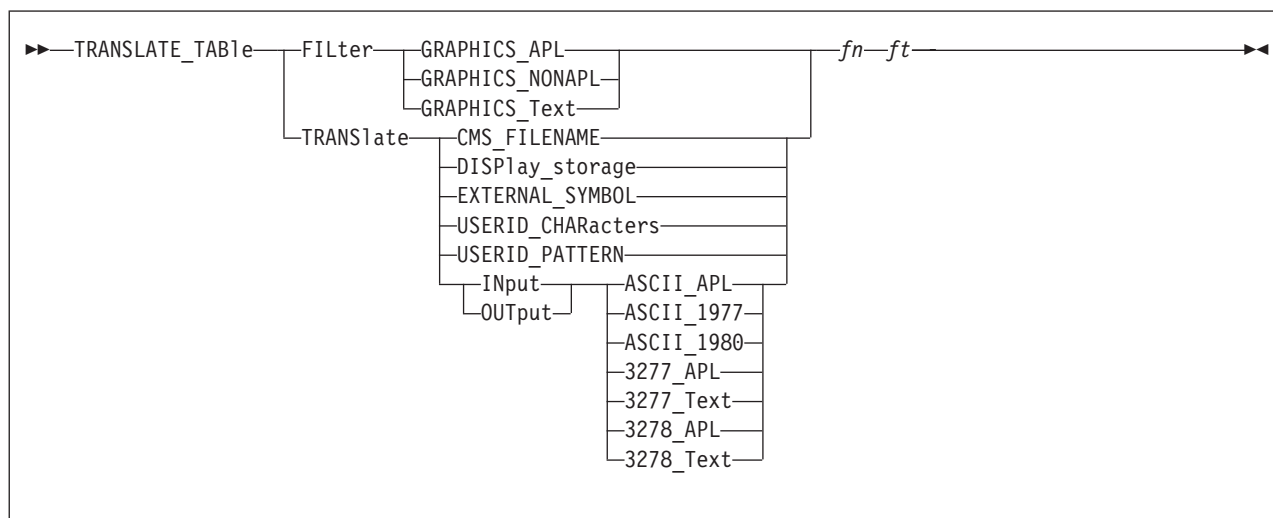 TRANSLATE_TABle FILter GRAPHICS_APL fn ft
GRAPHICS_NONAPL
GRAPHICS_Text
TRANSlate CMS_FILENAME
DISPlay_storage
EXTERNAL_SYMBOL
USERID_CHARacters
USERID_PATTERN
INput ASCII_APL
OUTput ASCII_1977
ASCII_1980
3277_APL
3277_Text
3278_APL
3278_Text